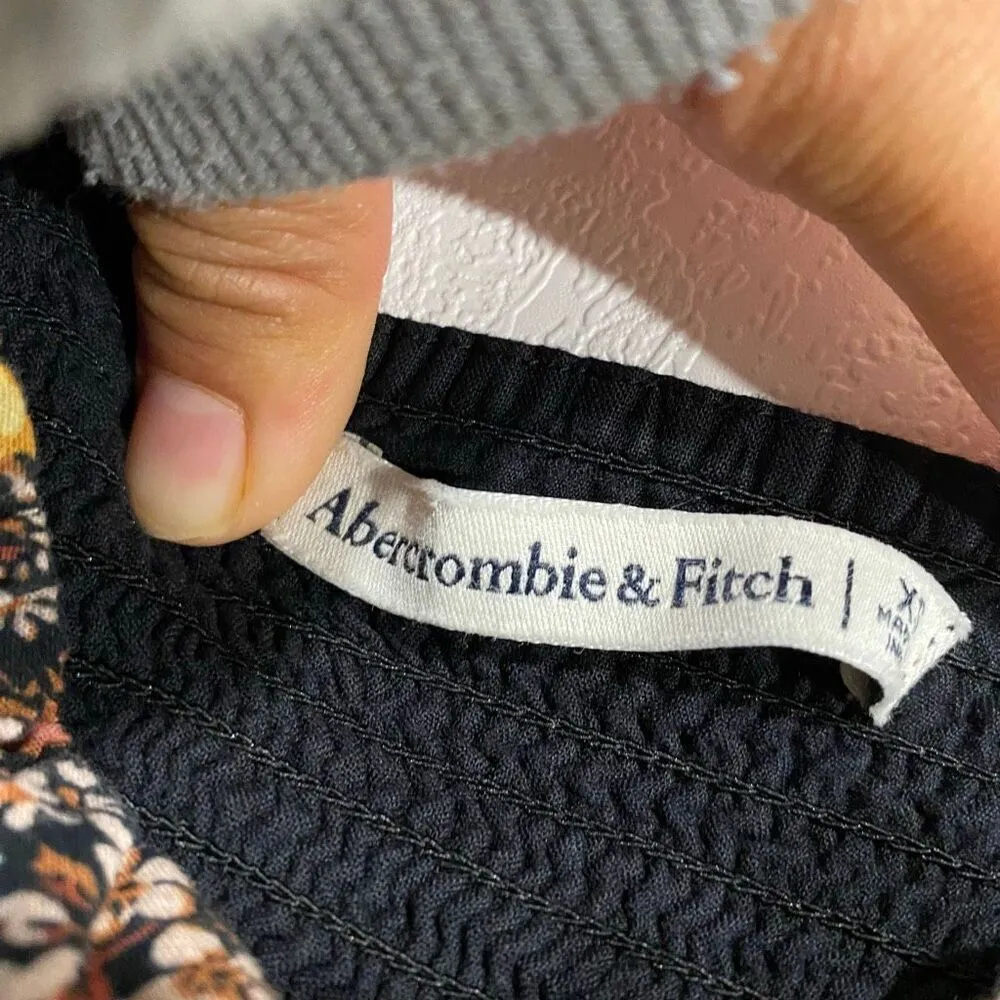 Abercrombie & Fitch |